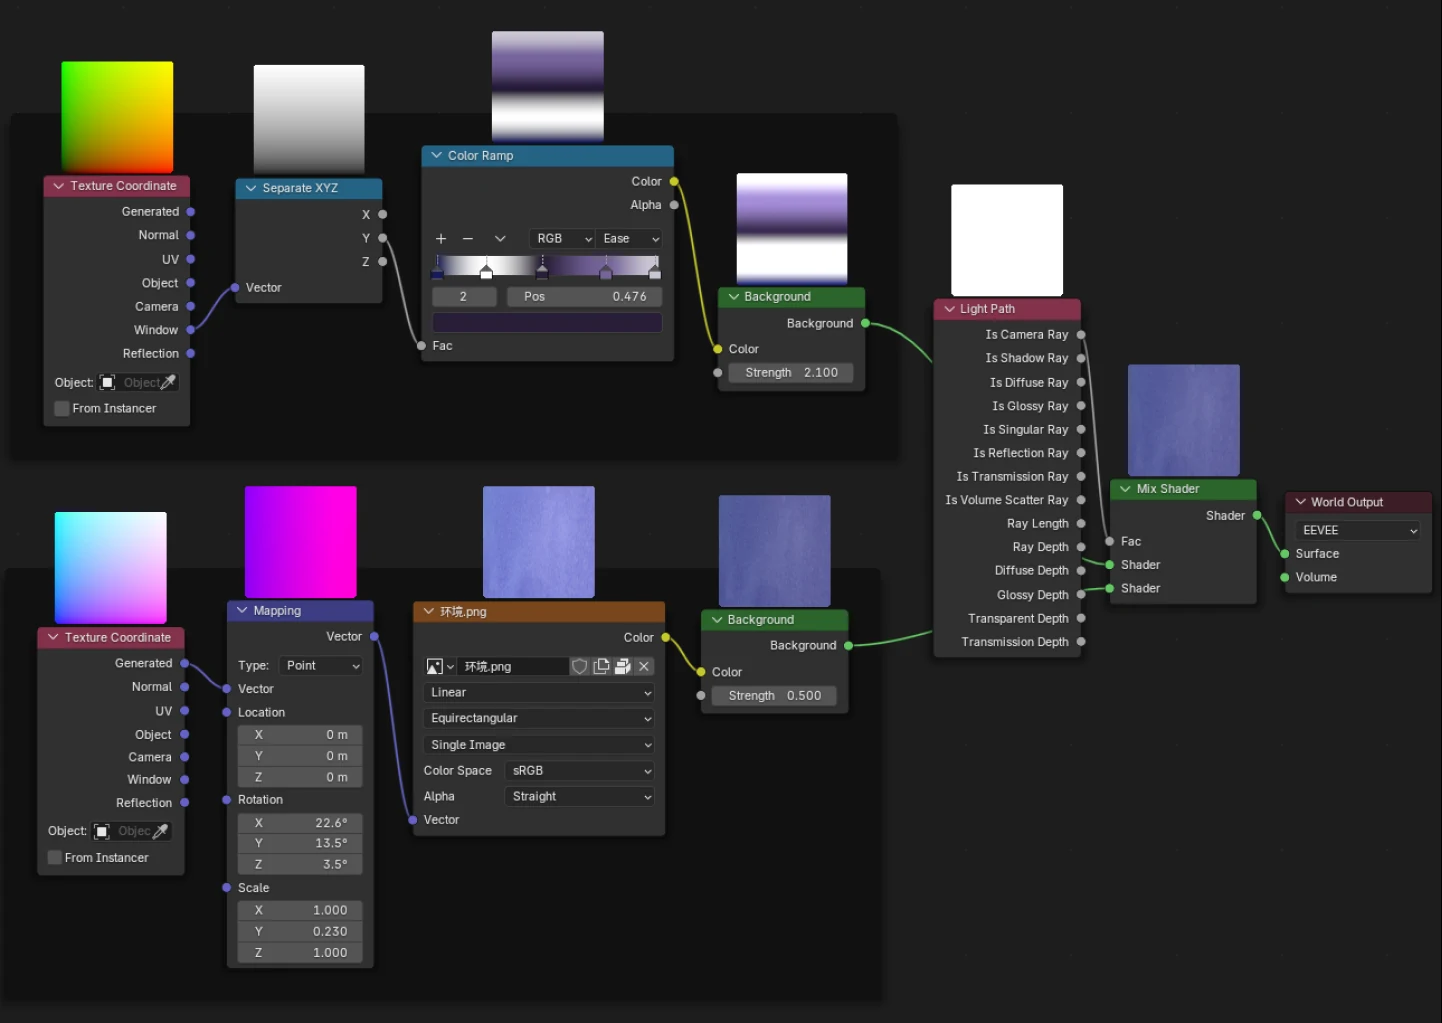 Texture Coordinate
Generated
Normal
UV
Object
Camera
Window
Reflection
Object: Object
From Instancer
Separate XYZ
X
Y
Z
Vector
Color Ramp
Color
Alpha
RGB Ease
2 Pos 0.476
Fac
Background
Background
Color
Strength 2.100
Light Path
Is Camera Ray
Is Shadow Ray
Is Diffuse Ray
Is Glossy Ray
Is Singular Ray
Is Reflection Ray
Is Transmission Ray
Is Volume Scatter Ray
Ray Length
Ray Depth
Diffuse Depth
Glossy Depth
Transparent Depth
Transmission Depth
Mix Shader
Shader
Fac
Shader
Shader
World Output
EEVEE
Surface
Volume
Texture Coordinate
Generated
Normal
UV
Object
Camera
Window
Reflection
Object: Objec
From Instancer
Mapping
Vector
Type: Point
Vector
Location
X 0 m
Y 0 m
Z 0 m
Rotation
X 22.6°
Y 13.5°
Z 3.5°
Scale
X 1.000
Y 0.230
Z 1.000
环境.png
Color
环境.png
Linear
Equirectangular
Single Image
Color Space sRGB
Alpha Straight
Vector
Background
Background
Color
Strength 0.500